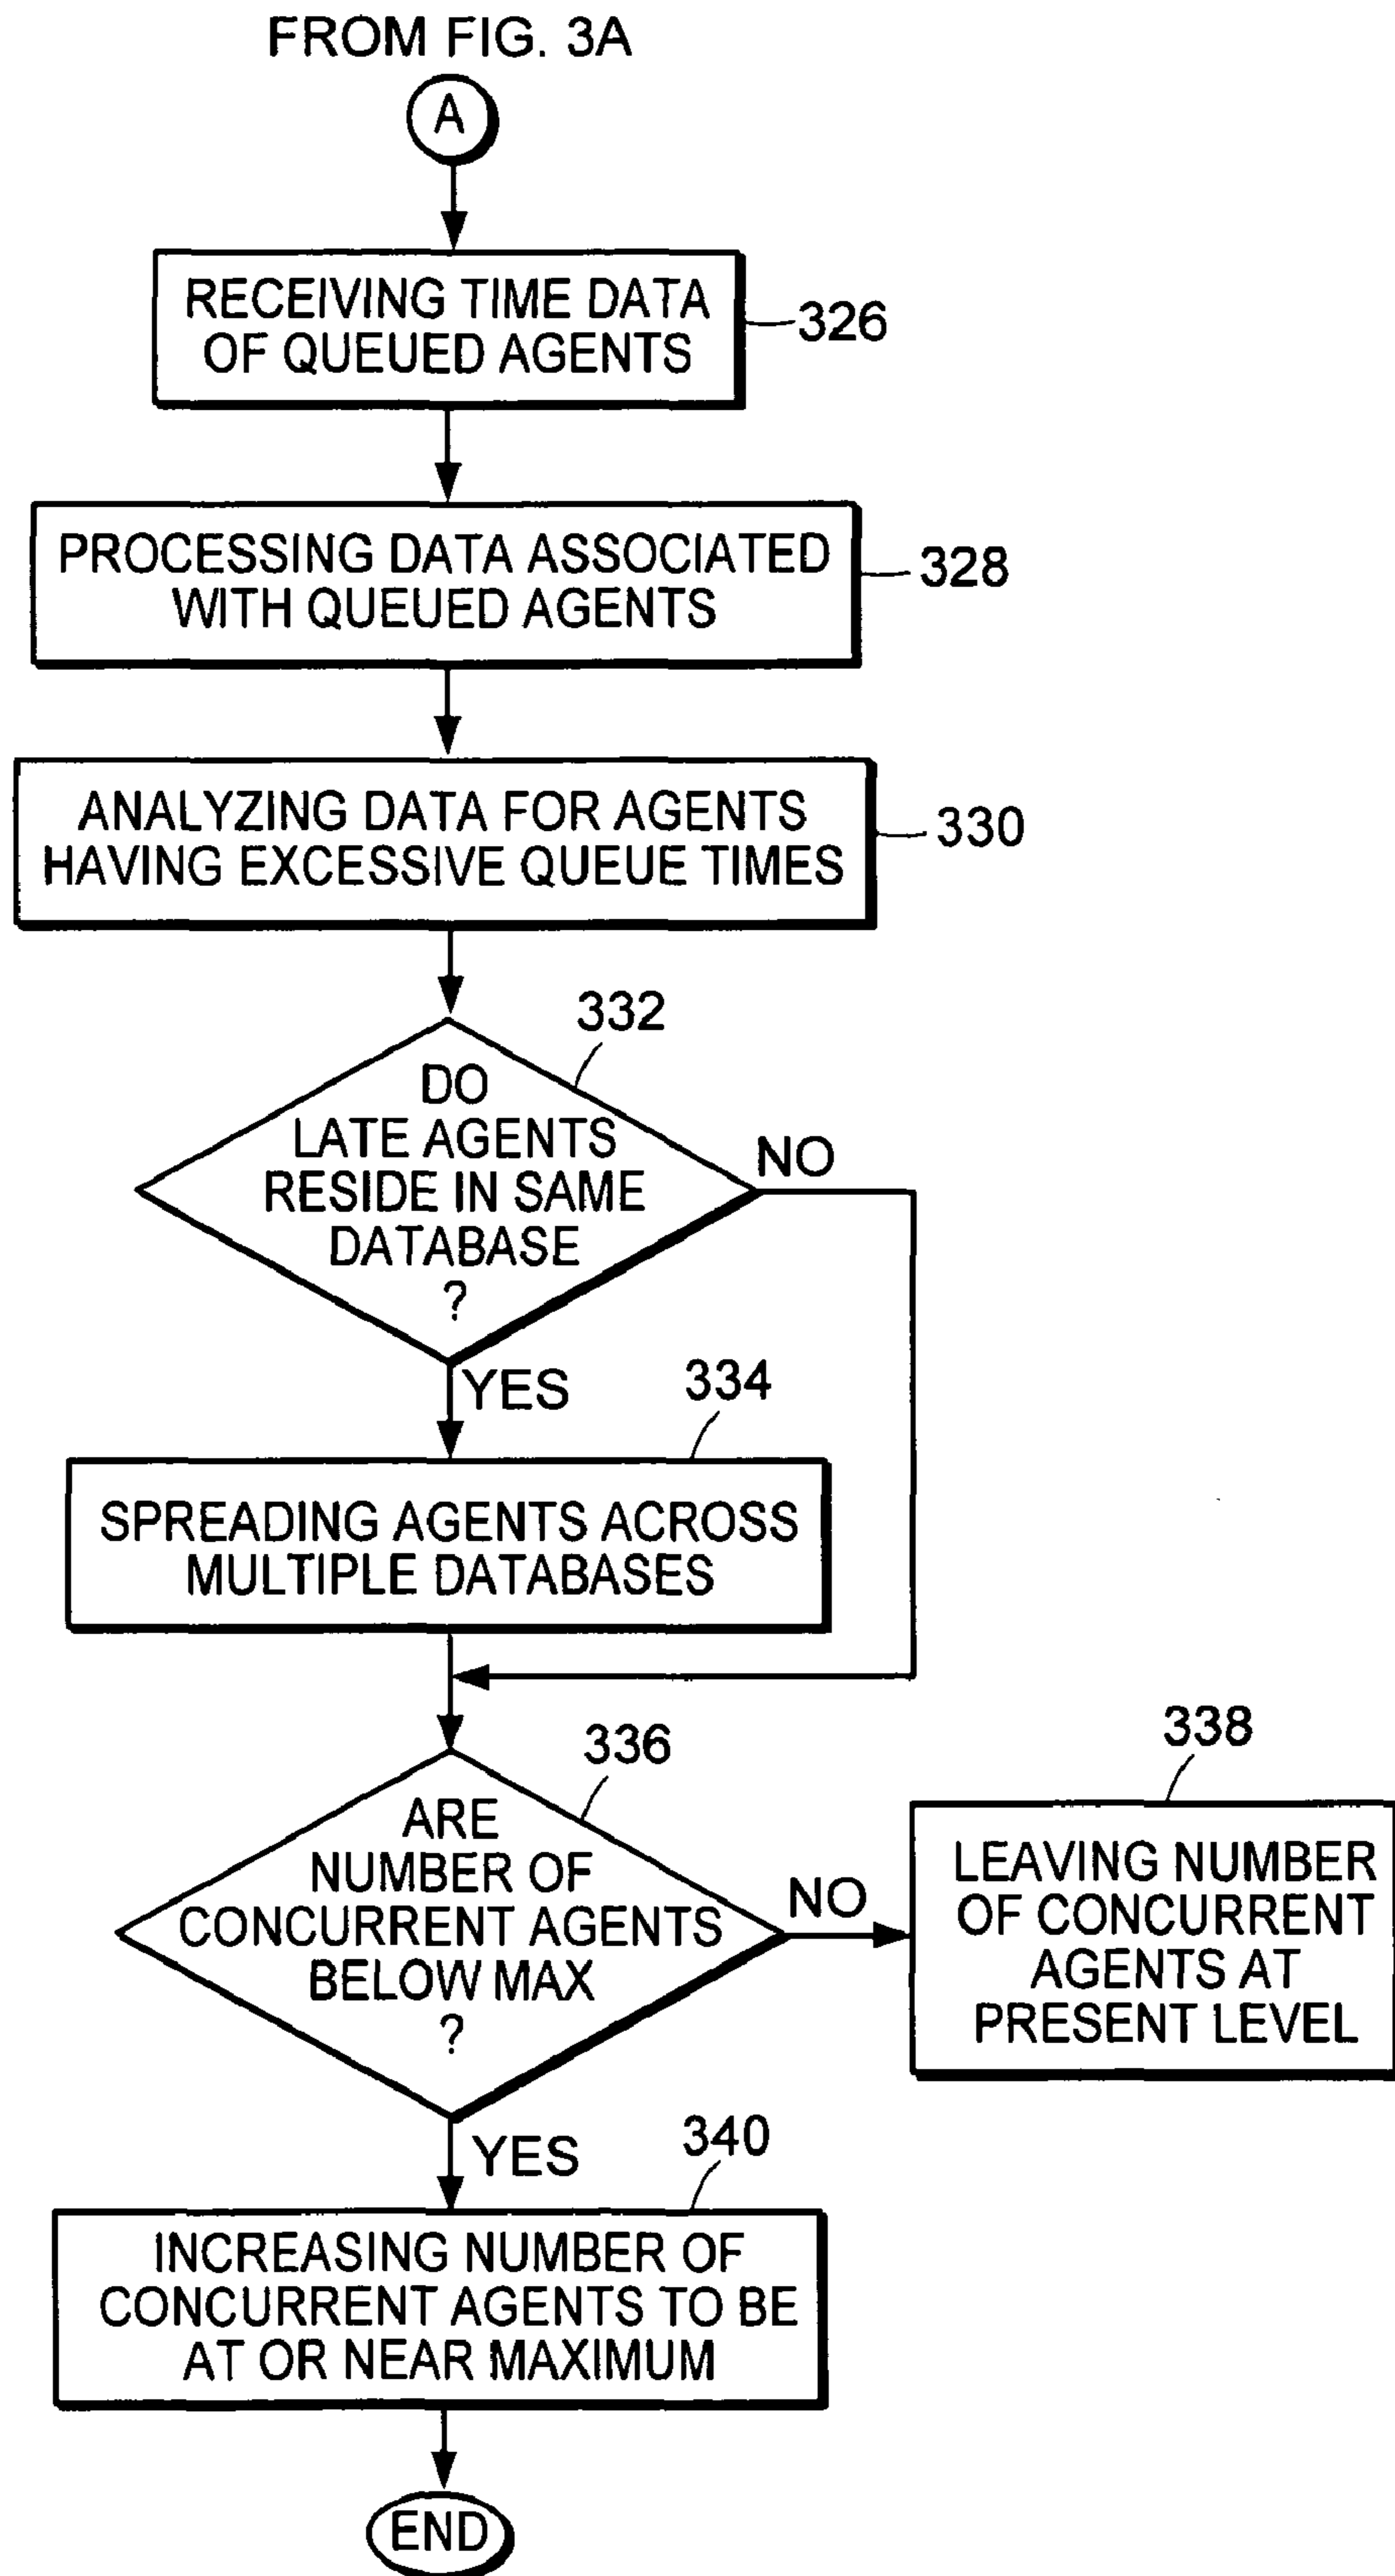 FROM FIG. 3A
A
RECEIVING TIME DATA
OF QUEUED AGENTS
326
PROCESSING DATA ASSOCIATED
WITH QUEUED AGENTS
328
ANALYZING DATA FOR AGENTS
HAVING EXCESSIVE QUEUE TIMES
330
332
DO
LATE AGENTS
RESIDE IN SAME
DATABASE
?
NO
YES
334
SPREADING AGENTS ACROSS
MULTIPLE DATABASES
336
ARE
NUMBER OF
CONCURRENT AGENTS
BELOW MAX
?
NO
338
LEAVING NUMBER
OF CONCURRENT
AGENTS AT
PRESENT LEVEL
YES
340
INCREASING NUMBER OF
CONCURRENT AGENTS TO BE
AT OR NEAR MAXIMUM
END